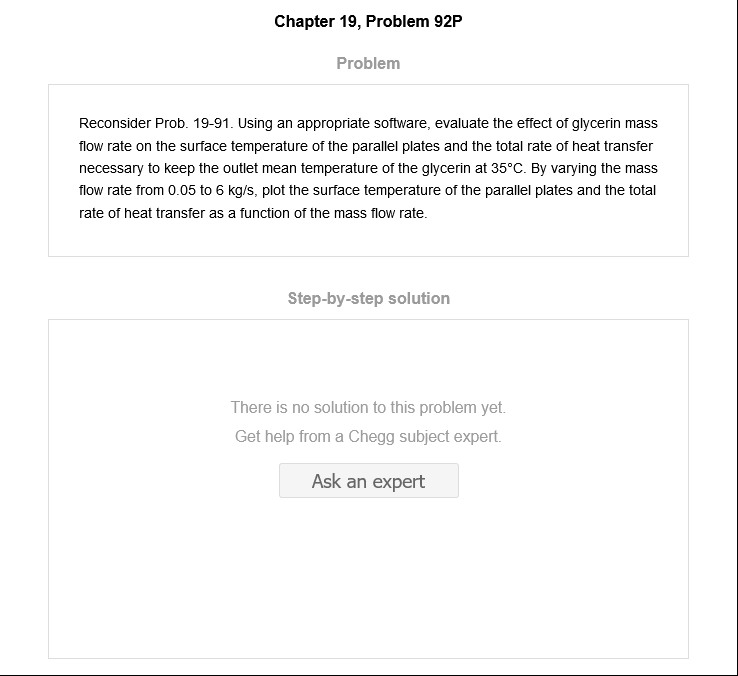 Chapter 19, Problem 92P
Problem
Reconsider Prob. 19-91. Using an appropriate software, evaluate the effect of glycerin mass
flow rate on the surface temperature of the parallel plates and the total rate of heat transfer
necessary to keep the outlet mean temperature of the glycerin at 35°C. By varying the mass
flow rate from 0.05 to 6 kg/s, plot the surface temperature of the parallel plates and the total
rate of heat transfer as a function of the mass flow rate.
Step-by-step solution
There is no solution to this problem yet.
Get help from a Chegg subject expert.
Ask an expert